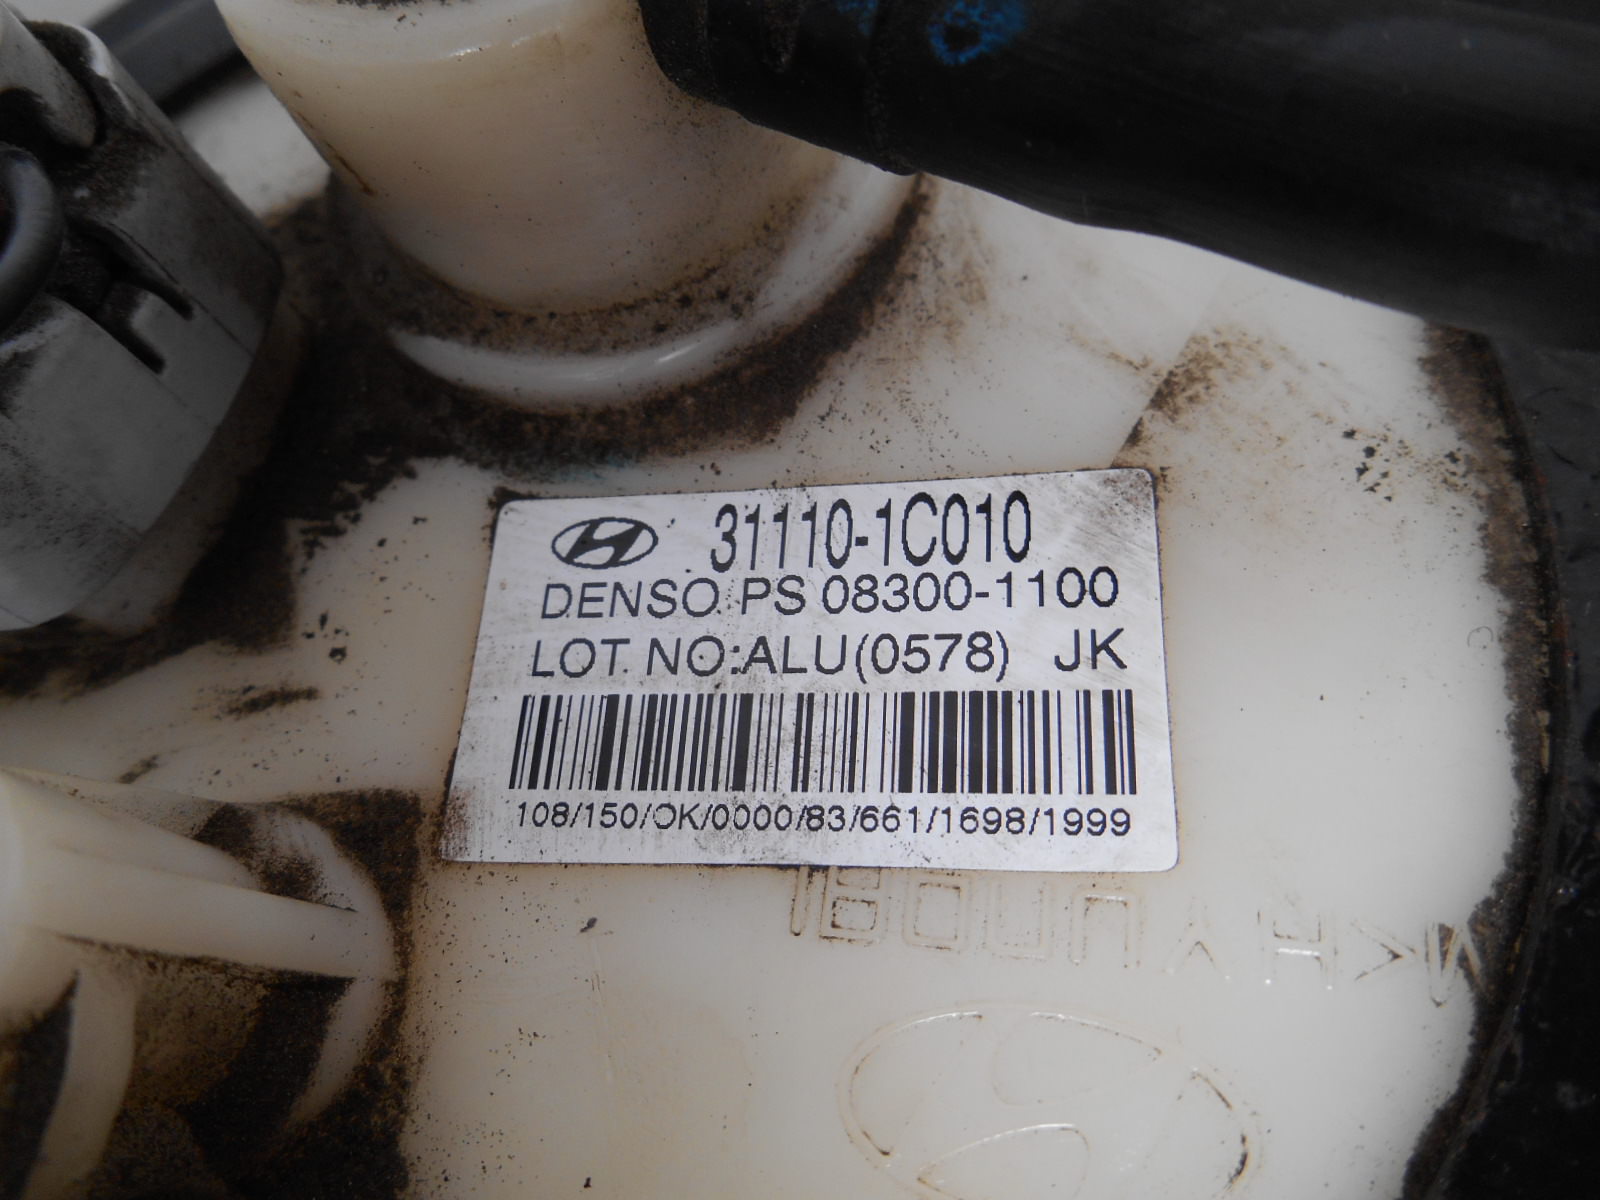 31110-1C010
DENSO PS 08300-1100
LOT. NO:ALU(0578) JK
108/150/OK/0000/83/661/1698/1999